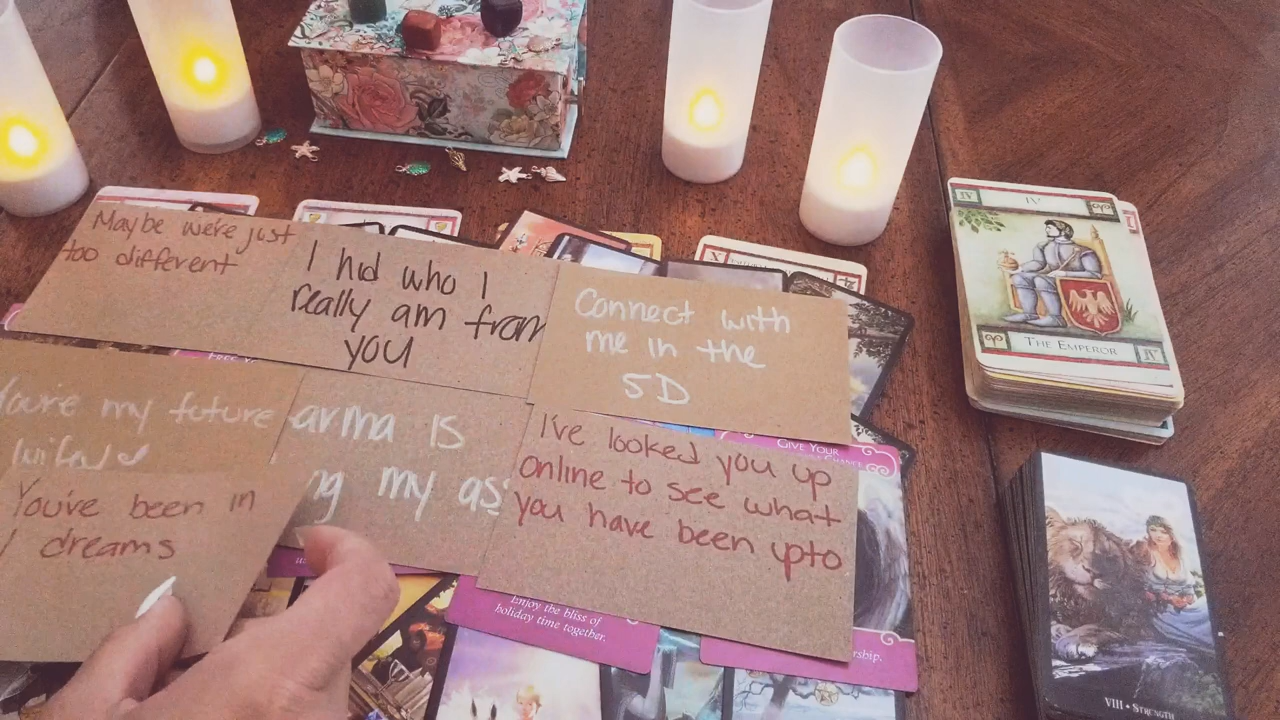 Maybe we're just
too different
I hid who I
really am from
you
Connect with
me in the
5D
IV
THE EMPEROR
IV
X
You're my future
arma is
ng my as
You've been in
dreams
GIVE YOUR
CHANCE
I've looked you up
online to see what
you have been upto
Enjoy the bliss of
holiday time together.
rship.
VIII • STRENGTH